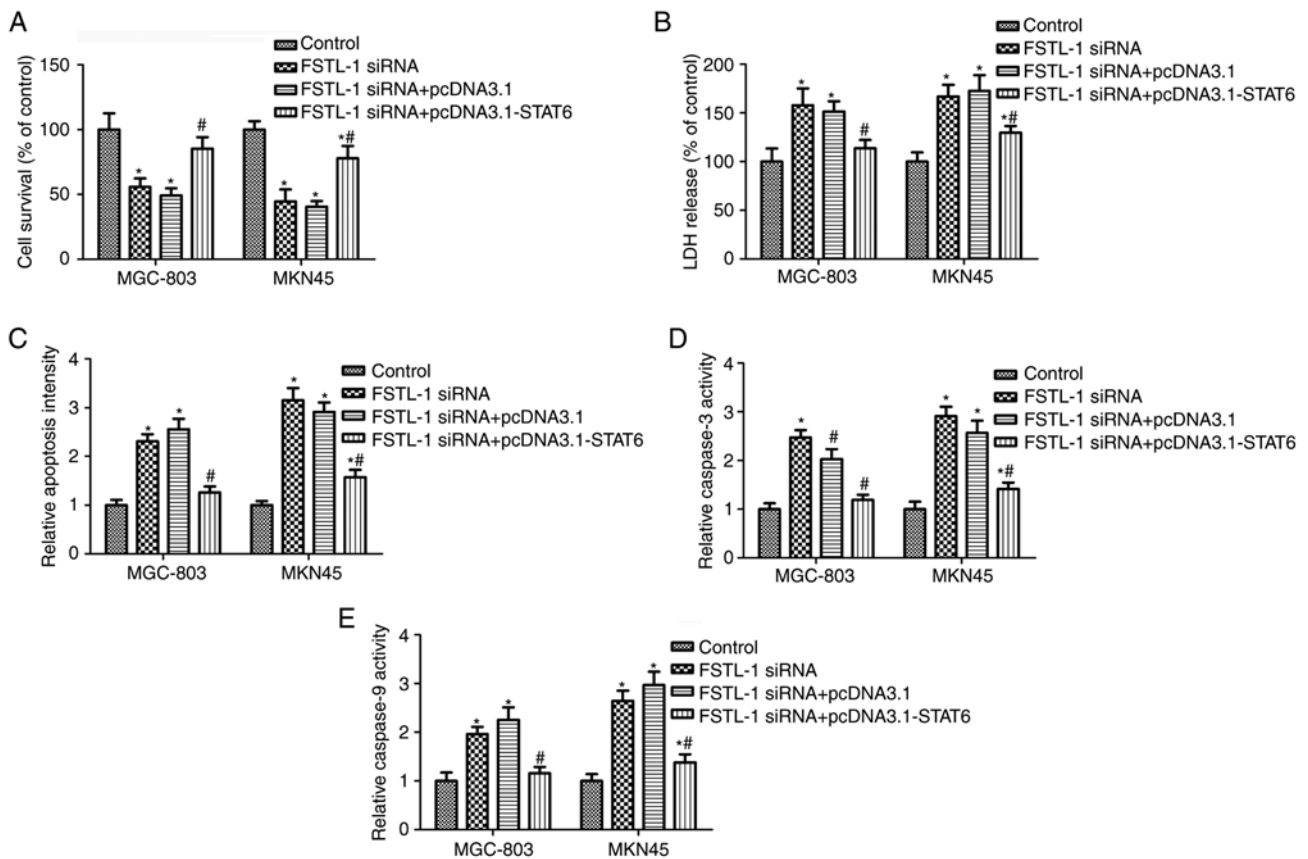 A
Control
FSTL-1 siRNA
FSTL-1 siRNA+pcDNA3.1
FSTL-1 siRNA+pcDNA3.1-STAT6
Cell survival (% of control)
150
100
50
0
* * # * * *#
MGC-803 MKN45
B
Control
FSTL-1 siRNA
FSTL-1 siRNA+pcDNA3.1
FSTL-1 siRNA+pcDNA3.1-STAT6
LDH release (% of control)
200
150
100
50
0
* * # * * *#
MGC-803 MKN45
C
Control
FSTL-1 siRNA
FSTL-1 siRNA+pcDNA3.1
FSTL-1 siRNA+pcDNA3.1-STAT6
Relative apoptosis intensity
4
3
2
1
0
* * # * * *#
MGC-803 MKN45
D
Control
FSTL-1 siRNA
FSTL-1 siRNA+pcDNA3.1
FSTL-1 siRNA+pcDNA3.1-STAT6
Relative caspase-3 activity
4
3
2
1
0
* # # * * *#
MGC-803 MKN45
E
Control
FSTL-1 siRNA
FSTL-1 siRNA+pcDNA3.1
FSTL-1 siRNA+pcDNA3.1-STAT6
Relative caspase-9 activity
4
3
2
1
0
* * # * * *#
MGC-803 MKN45